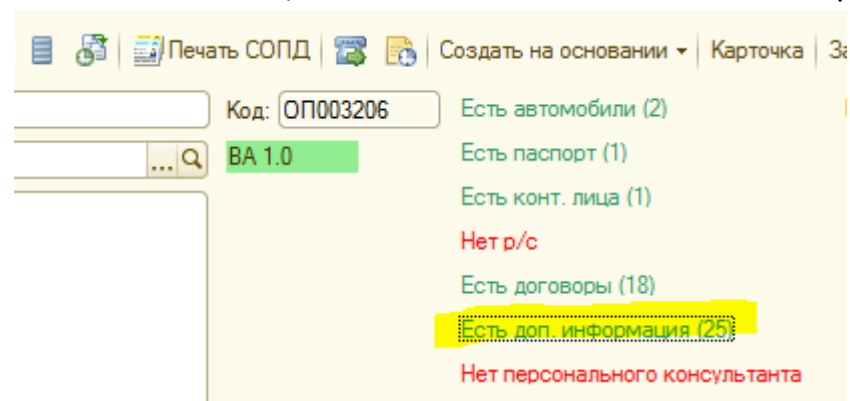 Печать СОПД Создать на основании Карточка
Код: ОП003206 Есть автомобили (2)
... ВА 1.0 Есть паспорт (1)
Есть конт. лица (1)
Нет р/с
Есть договоры (18)
Есть доп. информация (25)
Нет персонального консультанта